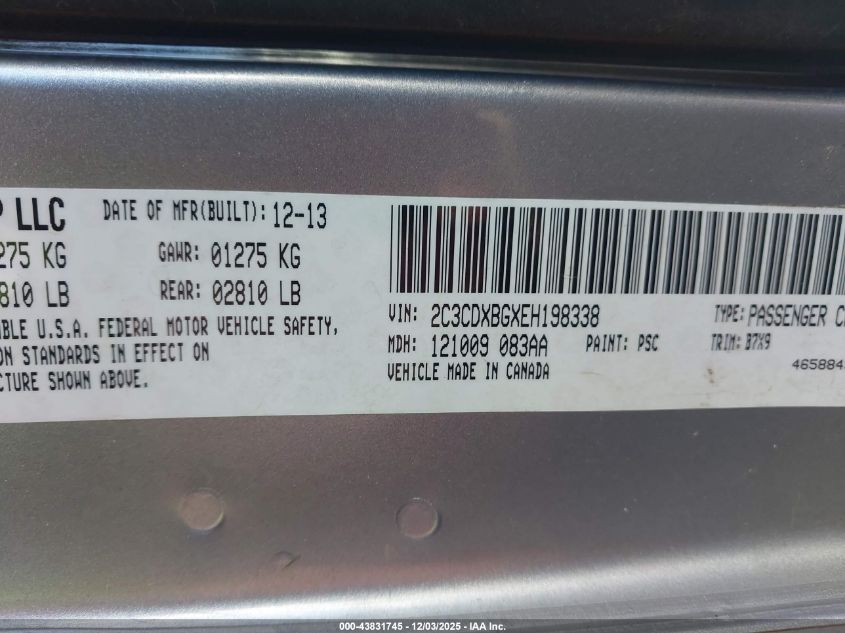 P LLC DATE OF MFR(BUILT): 12-13
275 KG GAWR: 01275 KG
810 LB REAR: 02810 LB
BLE U.S.A. FEDERAL MOTOR VEHICLE SAFETY,
ON STANDARDS IN EFFECT ON
CTURE SHOWN ABOVE.
VIN: 2C3CDXBGXEH198338 TYPE: PASSENGER C
MDH: 121009 083AA PAINT: PSC TRIM: B7X9
VEHICLE MADE IN CANADA 465884
000-43831745 - 12/03/2025 - IAA Inc.